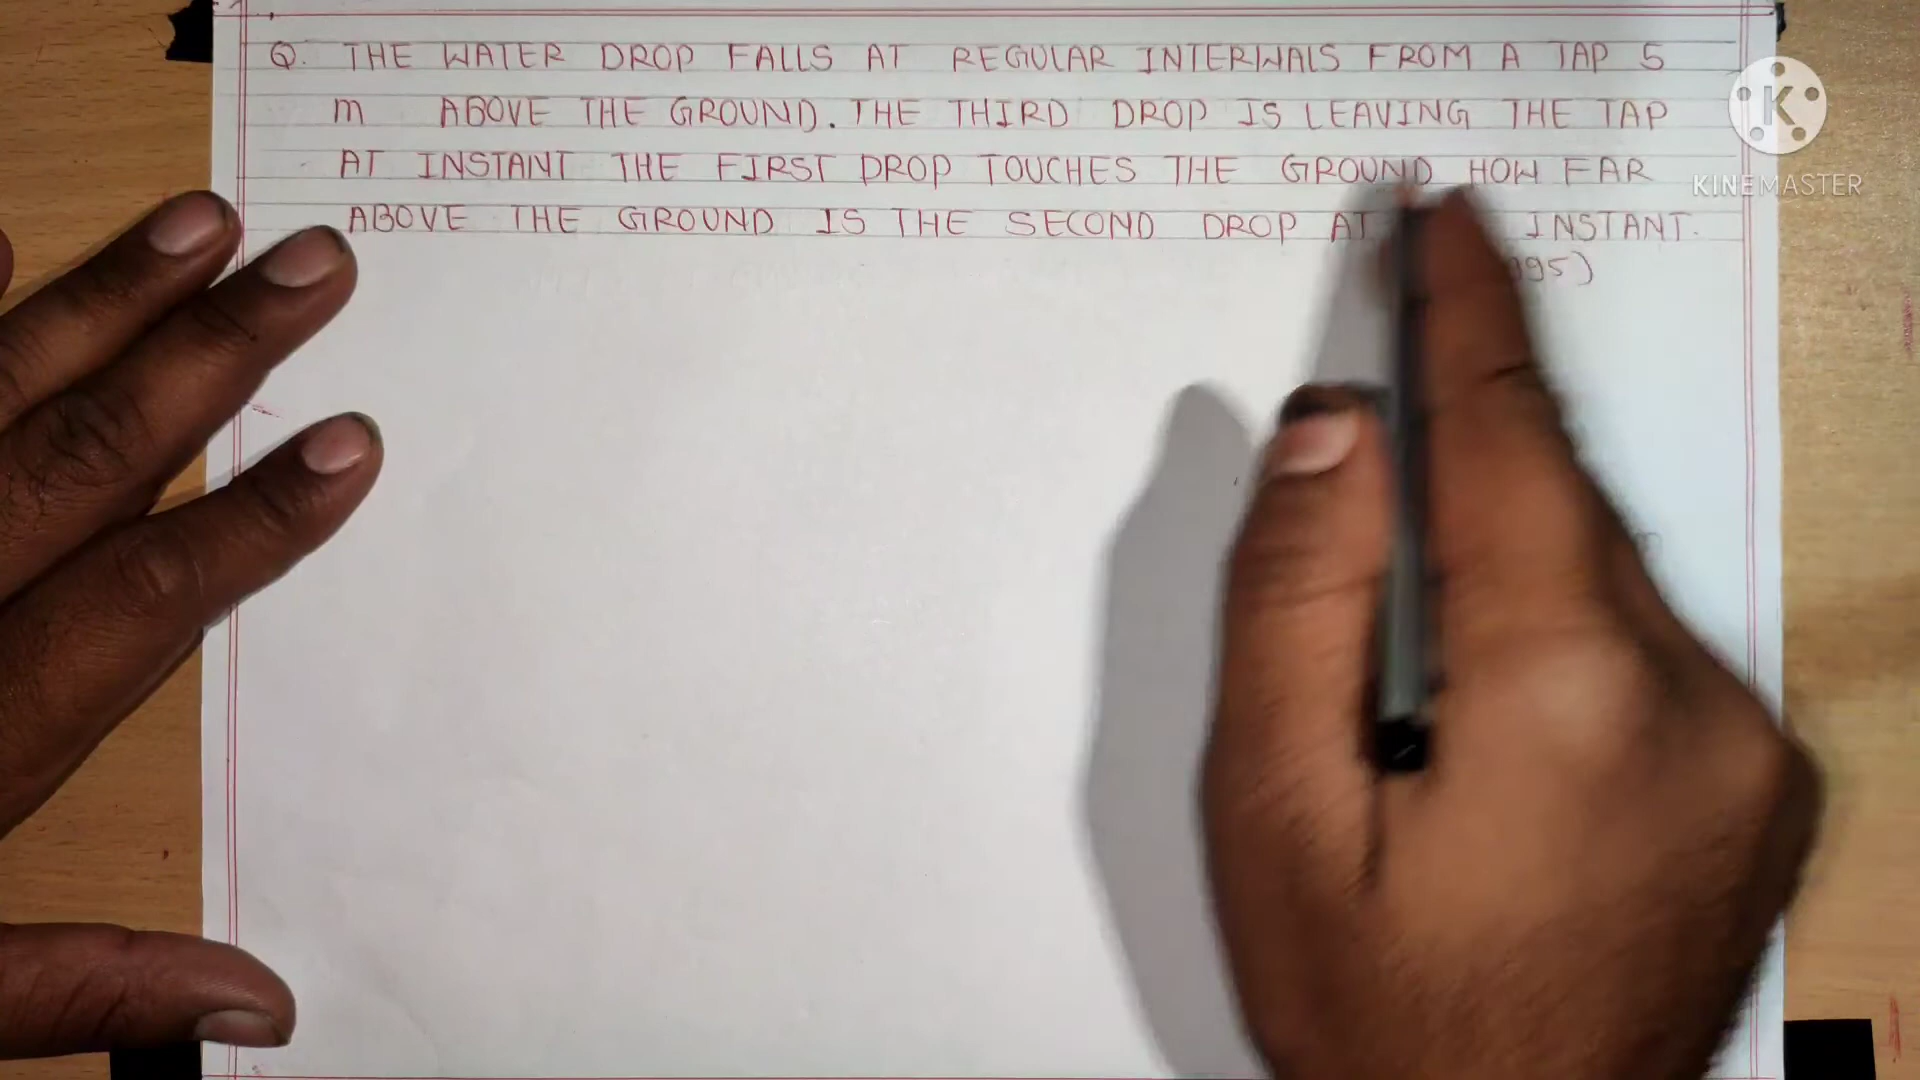 Q. THE WATER DROP FALLS AT REGULAR INTERWALS FROM A TAP 5
m ABOVE THE GROUND. THE THIRD DROP IS LEAVING THE TAP
AT INSTANT THE FIRST DROP TOUCHES THE GROUND HOW FAR
ABOVE THE GROUND IS THE SECOND DROP AT INSTANT.
995)
K
KINEMASTER